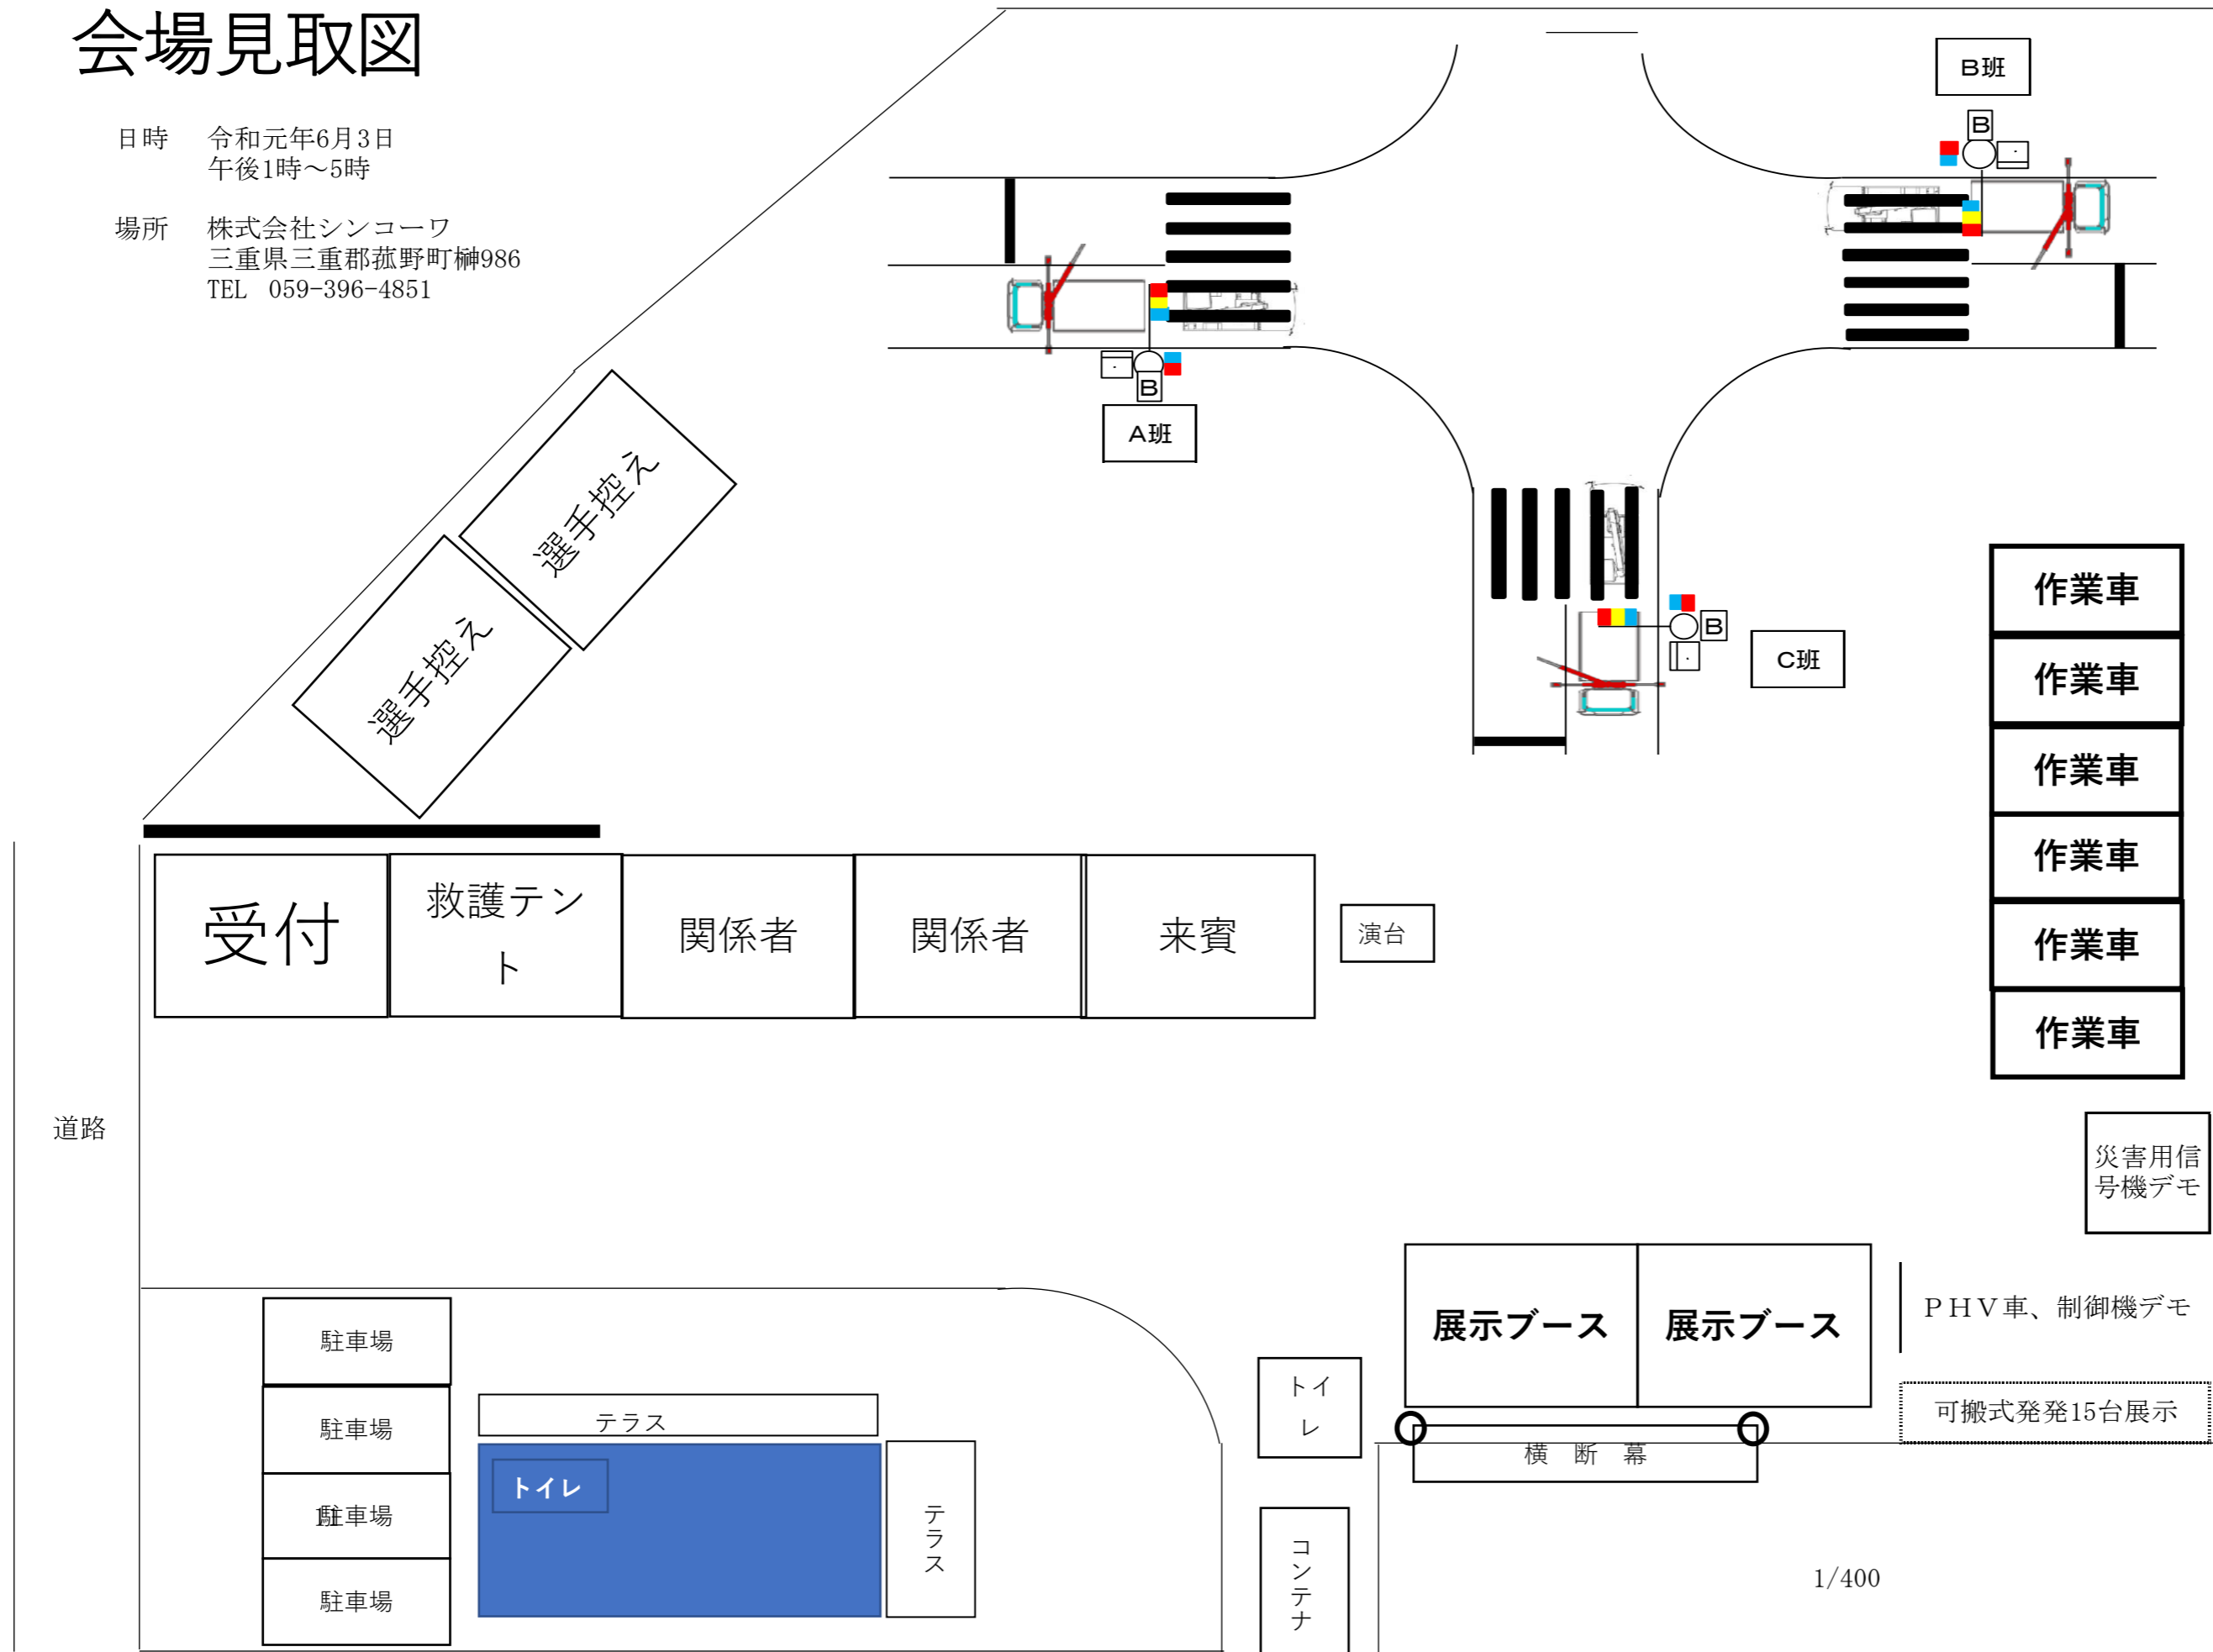 会場見取図
日時 令和元年6月3日
午後1時～5時
場所 株式会社シンコーワ
三重県三重郡菰野町榊986
TEL 059-396-4851
B班
B
B
A班
選手控え
選手控え
B
C班
作業車
作業車
作業車
作業車
作業車
作業車
受付
救護テン
ト
関係者
関係者
来賓
演台
道路
災害用信
号機デモ
展示ブース
展示ブース
ＰＨＶ車、制御機デモ
可搬式発発15台展示
横 断 幕
トイ
レ
コンテナ
駐車場
駐車場
駐車場
11
駐車場
テラス
トイレ
テラス
1/400